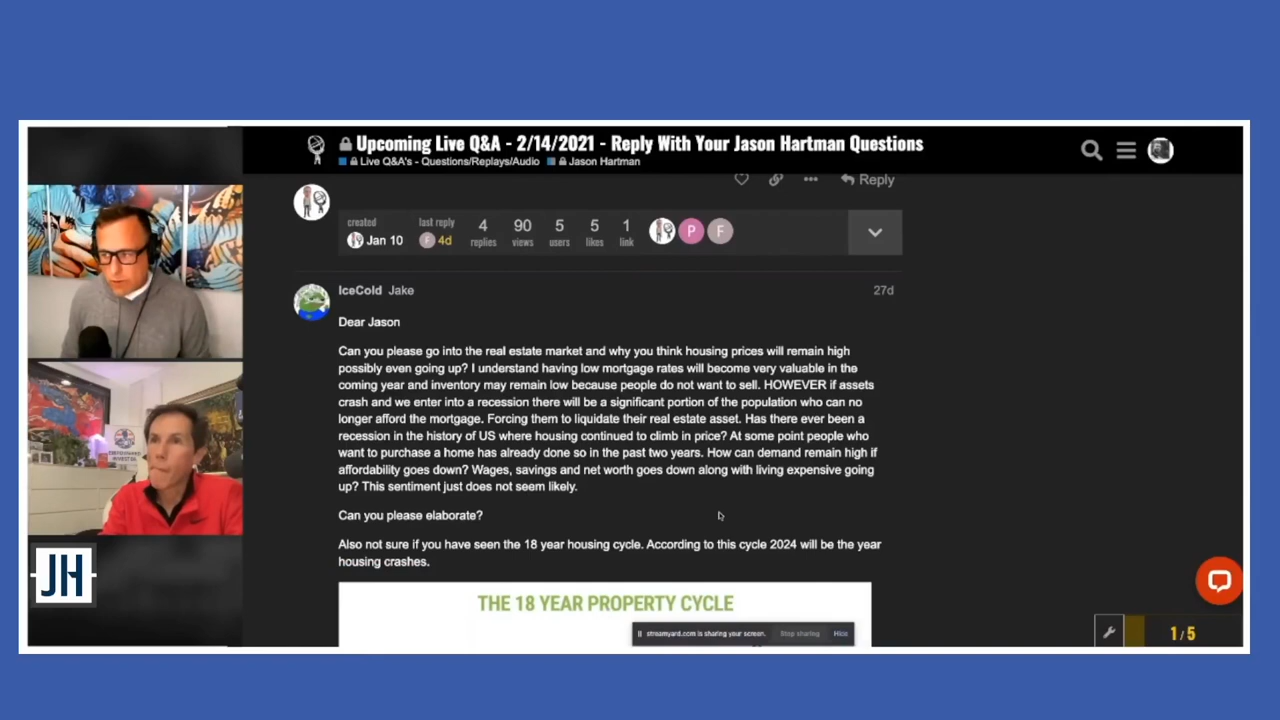 Upcoming Live Q&A - 2/14/2021 - Reply With Your Jason Hartman Questions
Live Q&A's - Questions/Replays/Audio Jason Hartman
Reply
created
Jan 10
last reply
F 4d
4
replies
90
views
5
users
5
likes
1
link
P
F
IceCold Jake
27d
Dear Jason
Can you please go into the real estate market and why you think housing prices will remain high
possibly even going up? I understand having low mortgage rates will become very valuable in the
coming year and inventory may remain low because people do not want to sell. HOWEVER if assets
crash and we enter into a recession there will be a significant portion of the population who can no
longer afford the mortgage. Forcing them to liquidate their real estate asset. Has there ever been a
recession in the history of US where housing continued to climb in price? At some point people who
want to purchase a home has already done so in the past two years. How can demand remain high if
affordability goes down? Wages, savings and net worth goes down along with living expensive going
up? This sentiment just does not seem likely.
Can you please elaborate?
Also not sure if you have seen the 18 year housing cycle. According to this cycle 2024 will be the year
housing crashes.
THE 18 YEAR PROPERTY CYCLE
streamyard.com is sharing your screen. Stop sharing Hide
JH
1/5